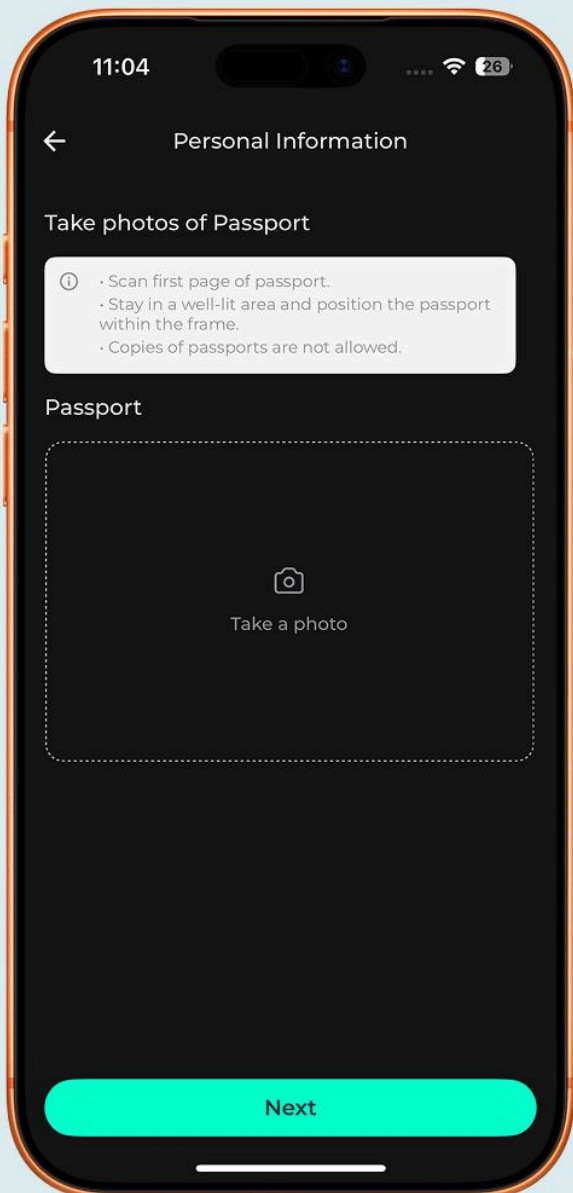 11:04
26
Personal Information
Take photos of Passport
• Scan first page of passport.
• Stay in a well-lit area and position the passport
within the frame.
• Copies of passports are not allowed.
Passport
Take a photo
Next